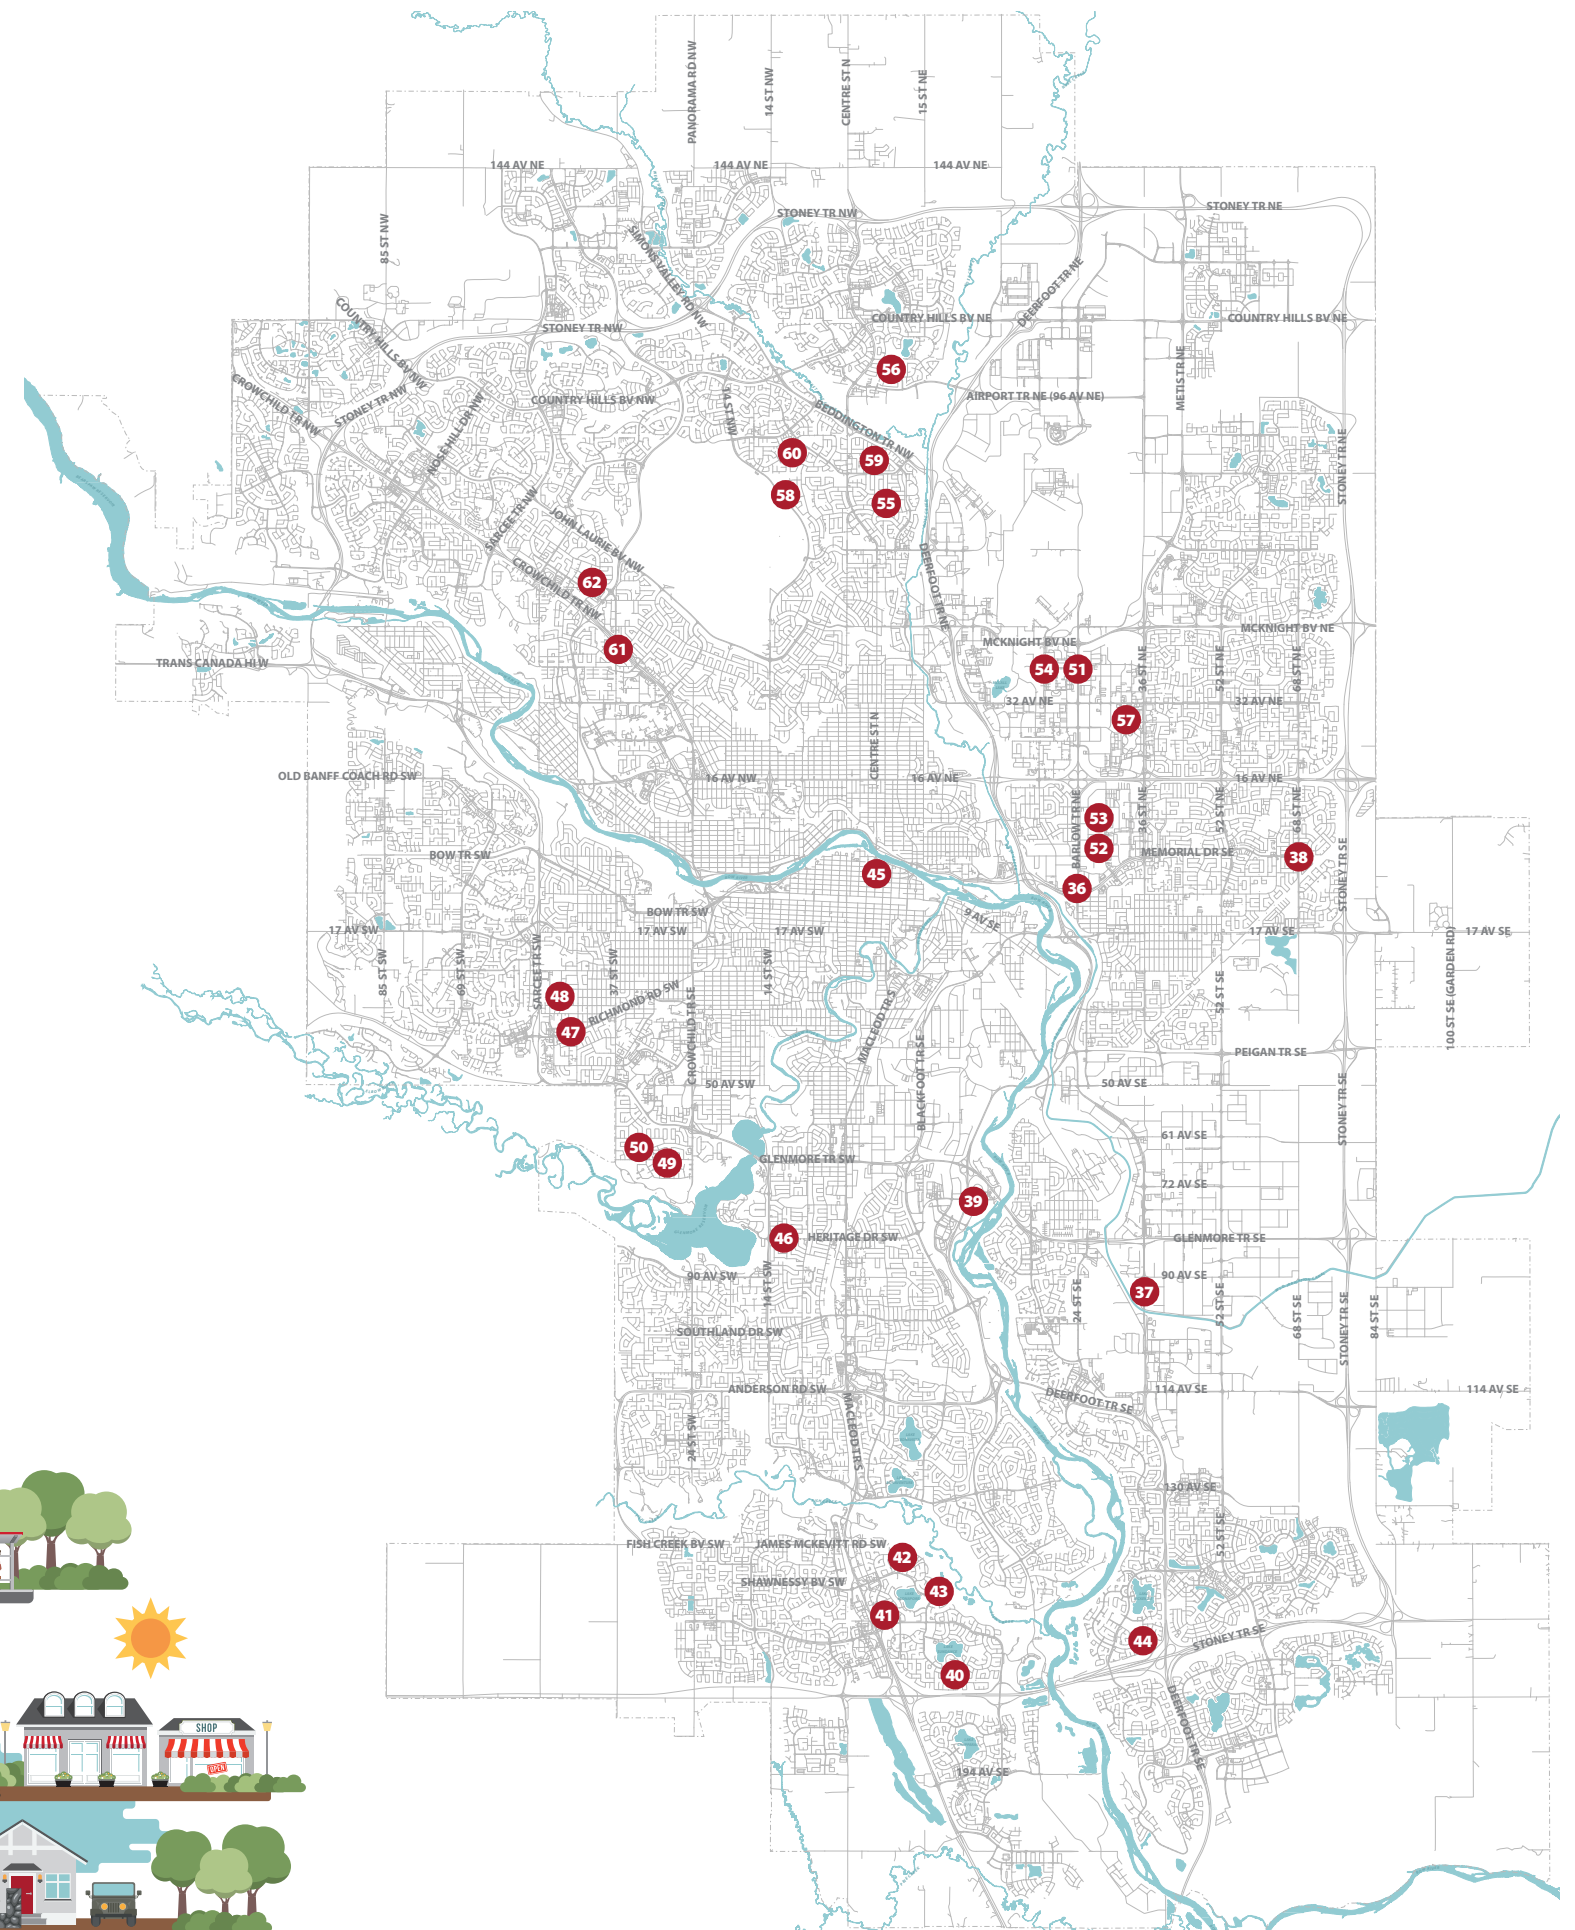 PANORAMA RD NW
14 ST NW
CENTRE ST N
15 ST NE
144 AV NE
144 AV NE
144 AV NE
85 ST NW
SIMONS VALLEY RD NW
STONEY TR NW
STONEY TR NE
DEERFOOT TR NE
COUNTRY HILLS BV NW
STONEY TR NW
COUNTRY HILLS BV NE
COUNTRY HILLS BV NE
METIS TR NE
56
CROWCHILD TR NW
STONEY TR NW
NOSEHILL DR NW
COUNTRY HILLS BV NW
14 ST NW
AIRPORT TR NE (96 AV NE)
BEDDINGTON TR NW
60
59
STONEY TR NE
58
55
SARCEE TR NW
JOHN LAURIE BV NW
CROWCHILD TR NW
62
DEERFOOT TR NE
MCKNIGHT BV NE
MCKNIGHT BV NE
61
TRANS CANADA HI W
54
51
36 ST NE
52 ST NE
68 ST NE
32 AV NE
32 AV NE
57
CENTRE ST N
OLD BANFF COACH RD SW
16 AV NW
16 AV NE
16 AV NE
BARLOW TR NE
36 ST NE
52 ST NE
68 ST NE
53
52
MEMORIAL DR SE
38
BOW TR SW
45
36
STONEY TR SE
BOW TR SW
9 AV SE
17 AV SW
17 AV SW
17 AV SW
17 AV SE
17 AV SE
85 ST SW
69 ST SW
SARCEE TR SW
37 ST SW
14 ST SW
52 ST SE
100 ST SE (GARDEN RD)
48
RICHMOND RD SW
47
CROWCHILD TR SE
MACLEOD TR S
BLACKFOOT TR SE
PEIGAN TR SE
50 AV SW
50 AV SE
STONEY TR SE
61 AV SE
50
49
GLENMORE TR SW
72 AV SE
39
46
HERITAGE DR SW
GLENMORE TR SE
90 AV SW
14 ST SW
90 AV SE
37
24 ST SE
52 ST SE
68 ST SE
STONEY TR SE
84 ST SE
SOUTHLAND DR SW
ANDERSON RD SW
DEERFOOT TR SE
114 AV SE
114 AV SE
24 ST SW
MACLEOD TR S
130 AV SE
52 ST SE
FISH CREEK BV SW
JAMES MCKEVITT RD SW
42
SHAWNESSY BV SW
43
41
44
STONEY TR SE
40
DEERFOOT TR SE
194 AV SE
SHOP
OPEN